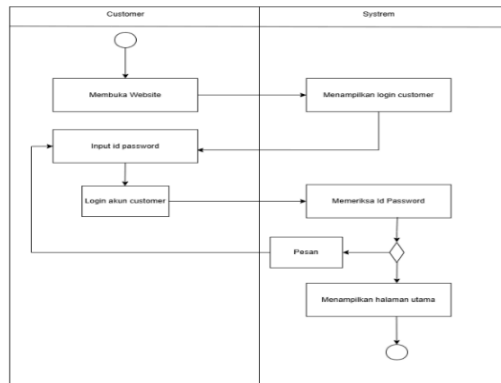 Customer
Systrem
Membuka Website
Menampilkan login customer
Input id password
Login akun customer
Memeriksa Id Password
Pesan
Menampilkan halaman utama